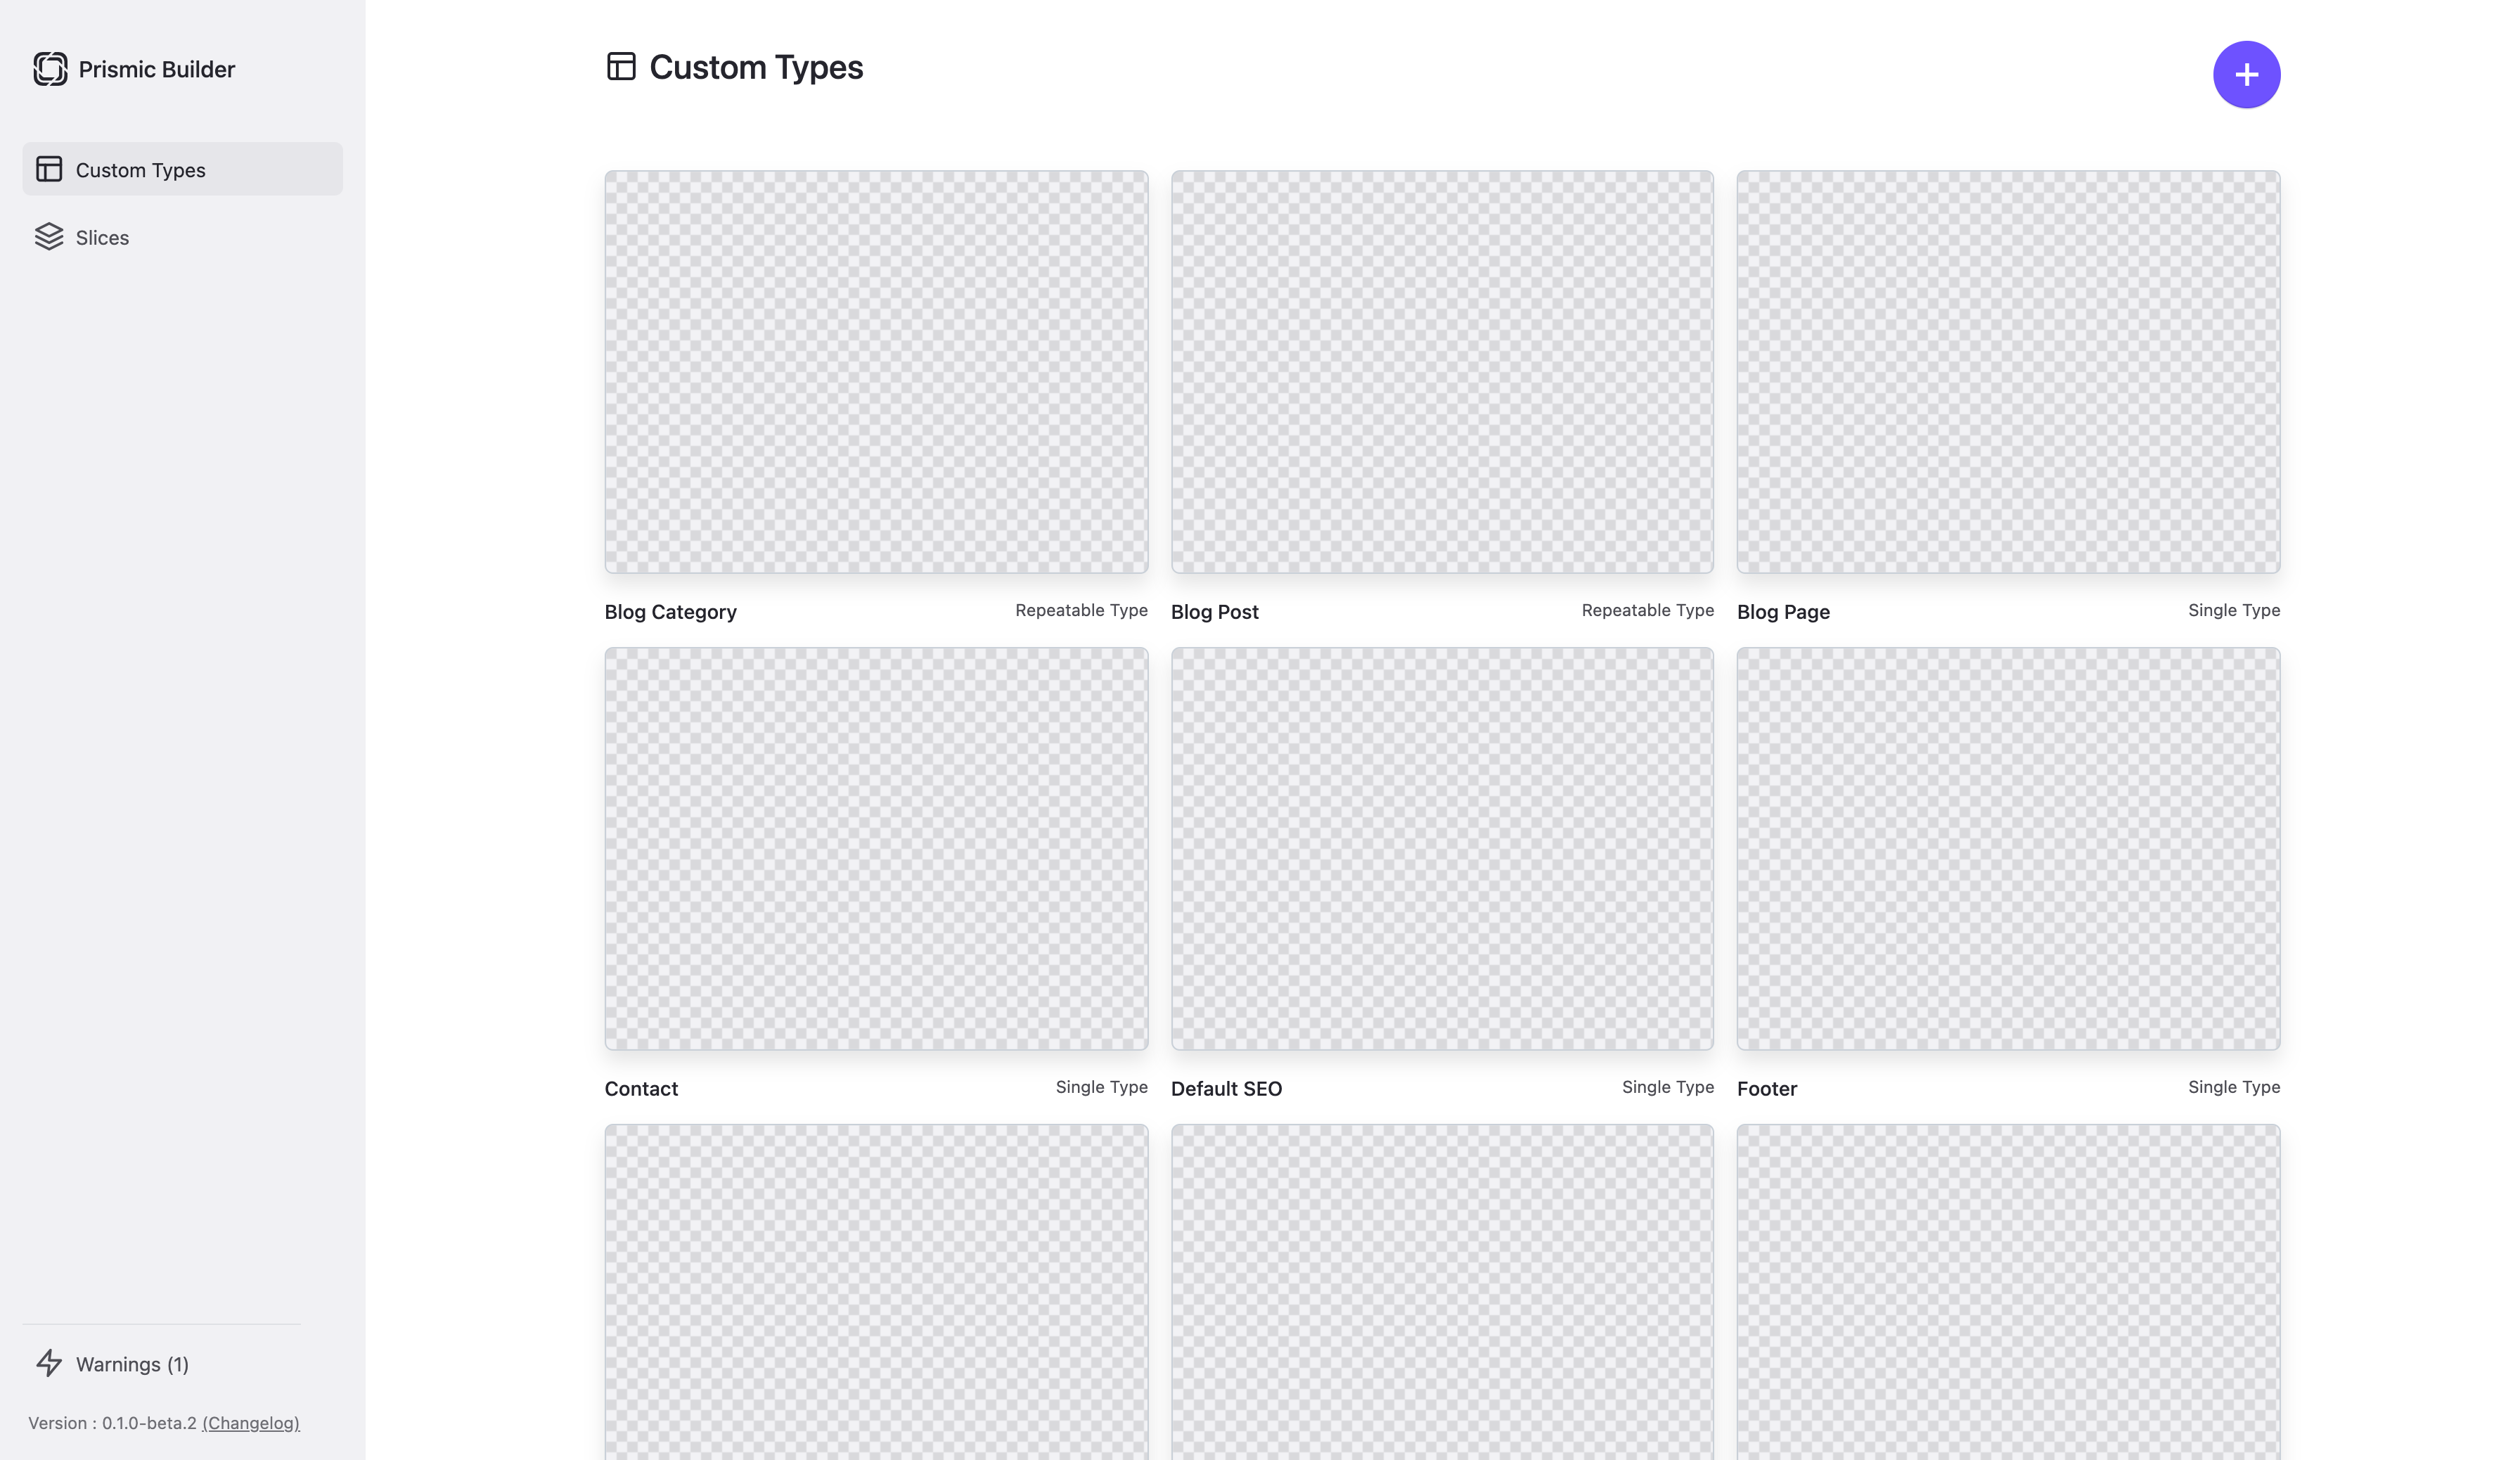 Prismic Builder
Custom Types
Slices
Warnings (1)
Version : 0.1.0-beta.2 (Changelog)
Custom Types
Blog Category Repeatable Type
Blog Post Repeatable Type
Blog Page Single Type
Contact Single Type
Default SEO Single Type
Footer Single Type